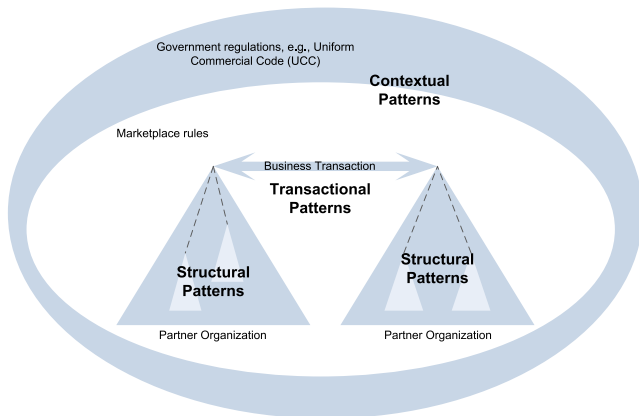 Government regulations, e.g., Uniform
Commercial Code (UCC)
Contextual
Patterns
Marketplace rules
Business Transaction
Transactional
Patterns
Structural
Patterns
Structural
Patterns
Partner Organization
Partner Organization